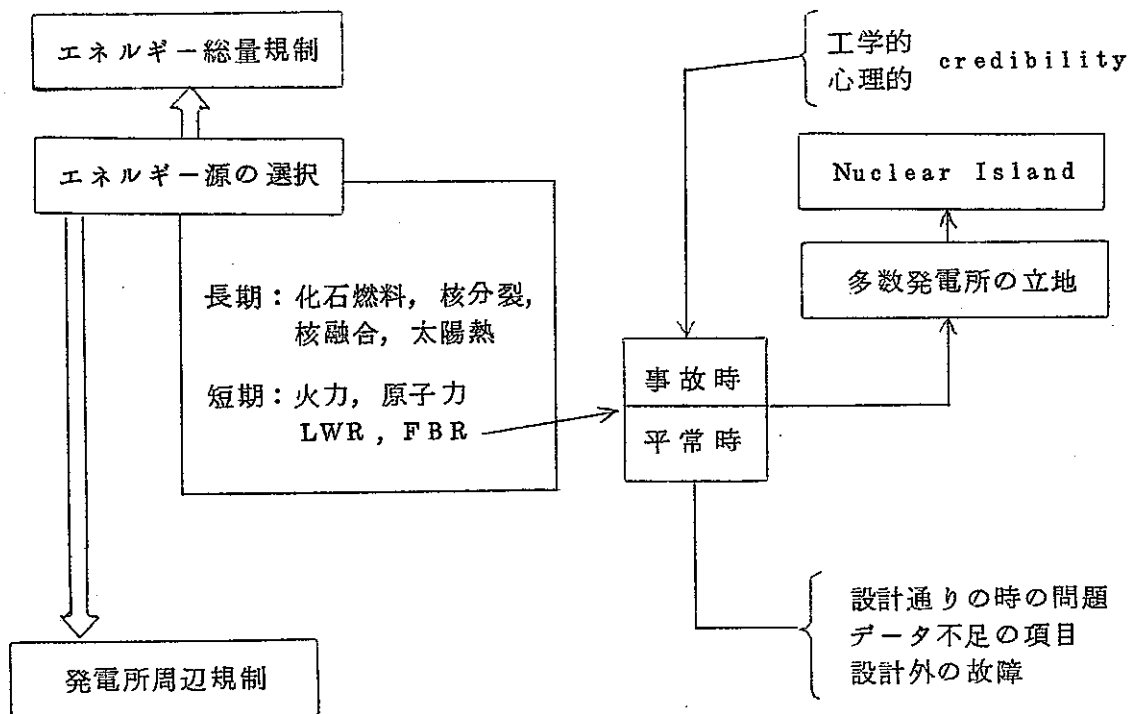 エネルギー総量規制
エネルギー源の選択
長期：化石燃料，核分裂，
核融合，太陽熱
短期：火力，原子力
LWR，FBR
発電所周辺規制
工学的
心理的
credibility
Nuclear Island
多数発電所の立地
事故時
平常時
設計通りの時の問題
データ不足の項目
設計外の故障